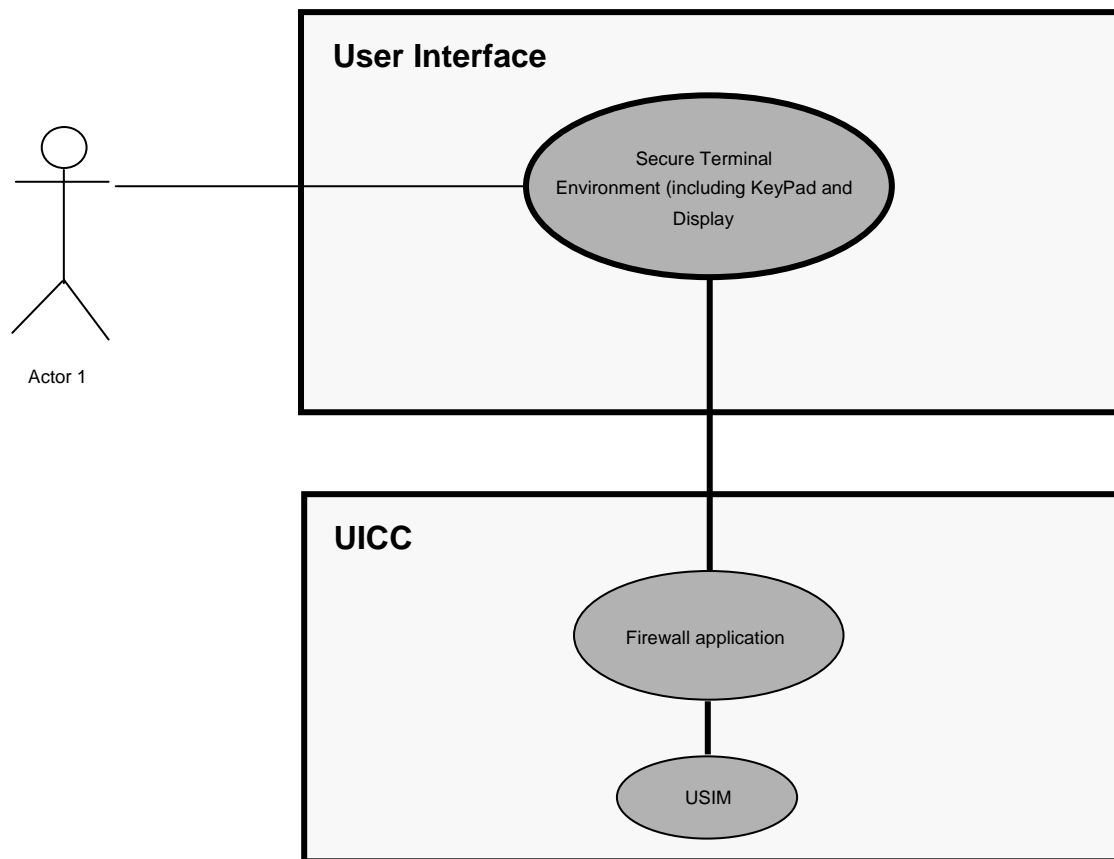 User Interface
Secure Terminal
Environment (including KeyPad and
Display
Actor 1
UICC
Firewall application
USIM